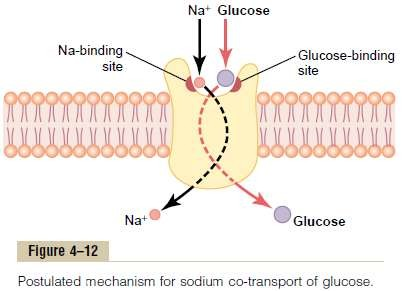 Na+ Glucose
Na-binding
site
Glucose-binding
site
Na+
Glucose
Figure 4–12
Postulated mechanism for sodium co-transport of glucose.